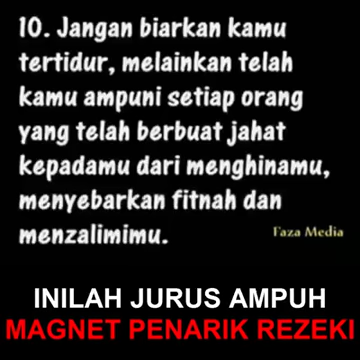 10. Jangan biarkan kamu
tertidur, melainkan telah
kamu ampuni setiap orang
yang telah berbuat jahat
kepadamu dari menghinamu,
menyebarkan fitnah dan
menzalimimu.
Faza Media
INILAH JURUS AMPUH
MAGNET PENARIK REZEKI